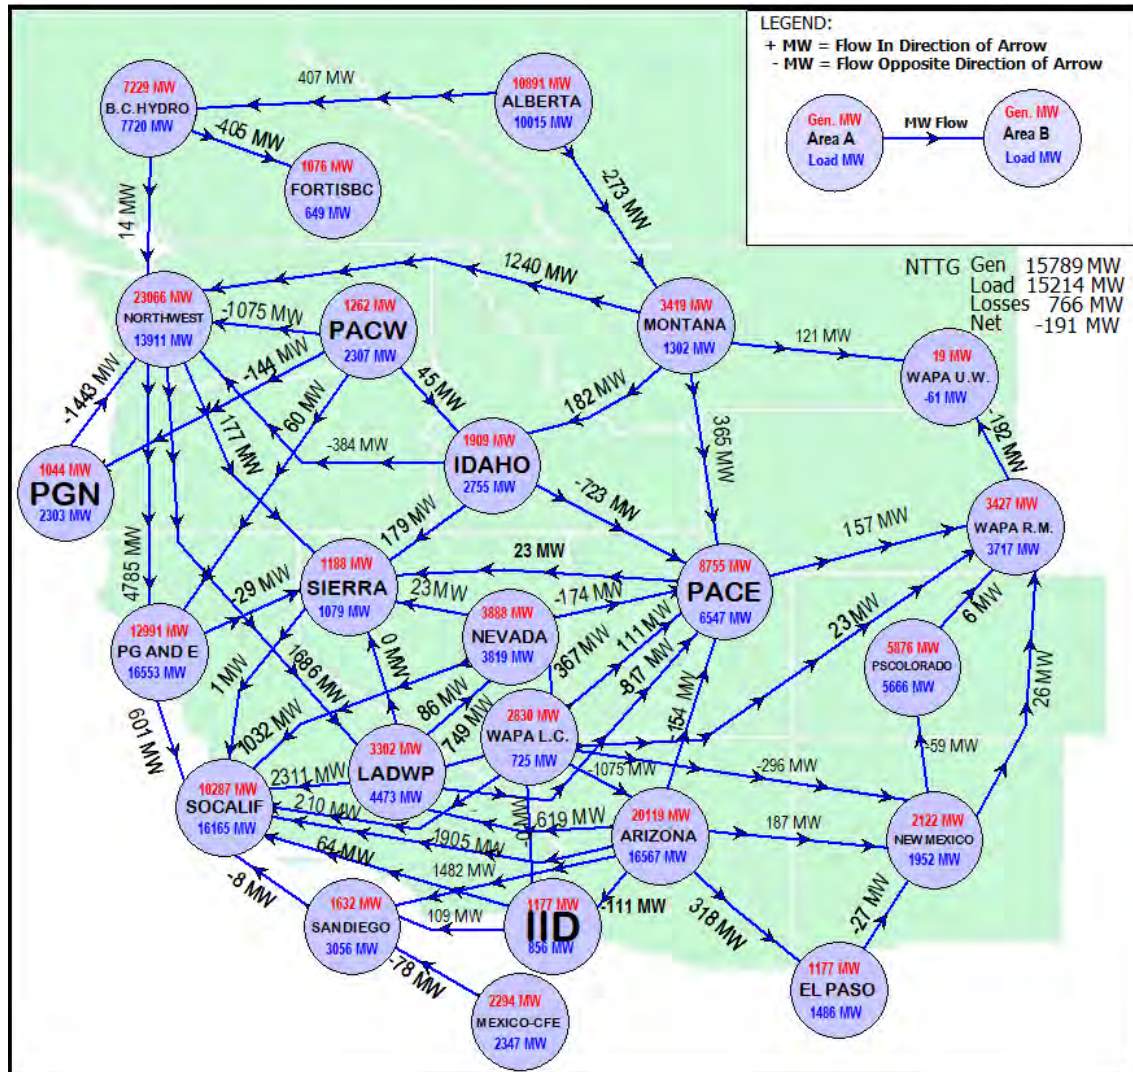 LEGEND:
+ MW = Flow In Direction of Arrow
- MW = Flow Opposite Direction of Arrow
Gen. MW
Area A
Load MW
MW Flow
Gen. MW
Area B
Load MW
7229 MW
B.C.HYDRO
7720 MW
407 MW
10891 MW
ALBERTA
10015 MW
-405 MW
1076 MW
FORTISBC
649 MW
-273 MW
14 MW
1240 MW
NTTG Gen 15789 MW
Load 15214 MW
Losses 766 MW
Net -191 MW
23066 MW
NORTHWEST
13911 MW
-1075 MW
1262 MW
PACW
2307 MW
3419 MW
MONTANA
1302 MW
121 MW
19 MW
WAPA U.W.
-61 MW
-144 MW
-1443 MW
45 MW
182 MW
365 MW
-192 MW
177 MW
60 MW
-384 MW
1044 MW
PGN
2303 MW
1909 MW
IDAHO
2755 MW
-723 MW
3427 MW
WAPA R.M.
3717 MW
157 MW
179 MW
4785 MW
23 MW
1188 MW
SIERRA
1079 MW
-29 MW
23 MW
-174 MW
8755 MW
PACE
6547 MW
12991 MW
PG AND E
16553 MW
3888 MW
NEVADA
3819 MW
367 MW
111 MW
-817 MW
23 MW
6 MW
5876 MW
PSCOLORADO
5666 MW
1 MW
1686 MW
0 MW
86 MW
749 MW
154 MW
26 MW
601 MW
1032 MW
2830 MW
WAPA L.C.
725 MW
3302 MW
LADWP
4473 MW
-1075 MW
-296 MW
-59 MW
10287 MW
SOCALIF
16165 MW
2311 MW
210 MW
1905 MW
-619 MW
20119 MW
ARIZONA
16567 MW
187 MW
2122 MW
NEW MEXICO
1952 MW
64 MW
1482 MW
-8 MW
109 MW
-111 MW
318 MW
-27 MW
1632 MW
SANDIEGO
3056 MW
1177 MW
IID
856 MW
-78 MW
1177 MW
EL PASO
1486 MW
2294 MW
MEXICO-CFE
2347 MW